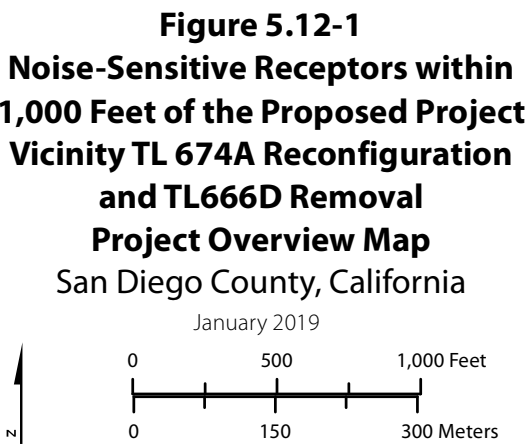 Figure 5.12-1
Noise-Sensitive Receptors within
1,000 Feet of the Proposed Project
Vicinity TL 674A Reconfiguration
and TL666D Removal
Project Overview Map
San Diego County, California
January 2019
0 500 1,000 Feet
0 150 300 Meters
Z